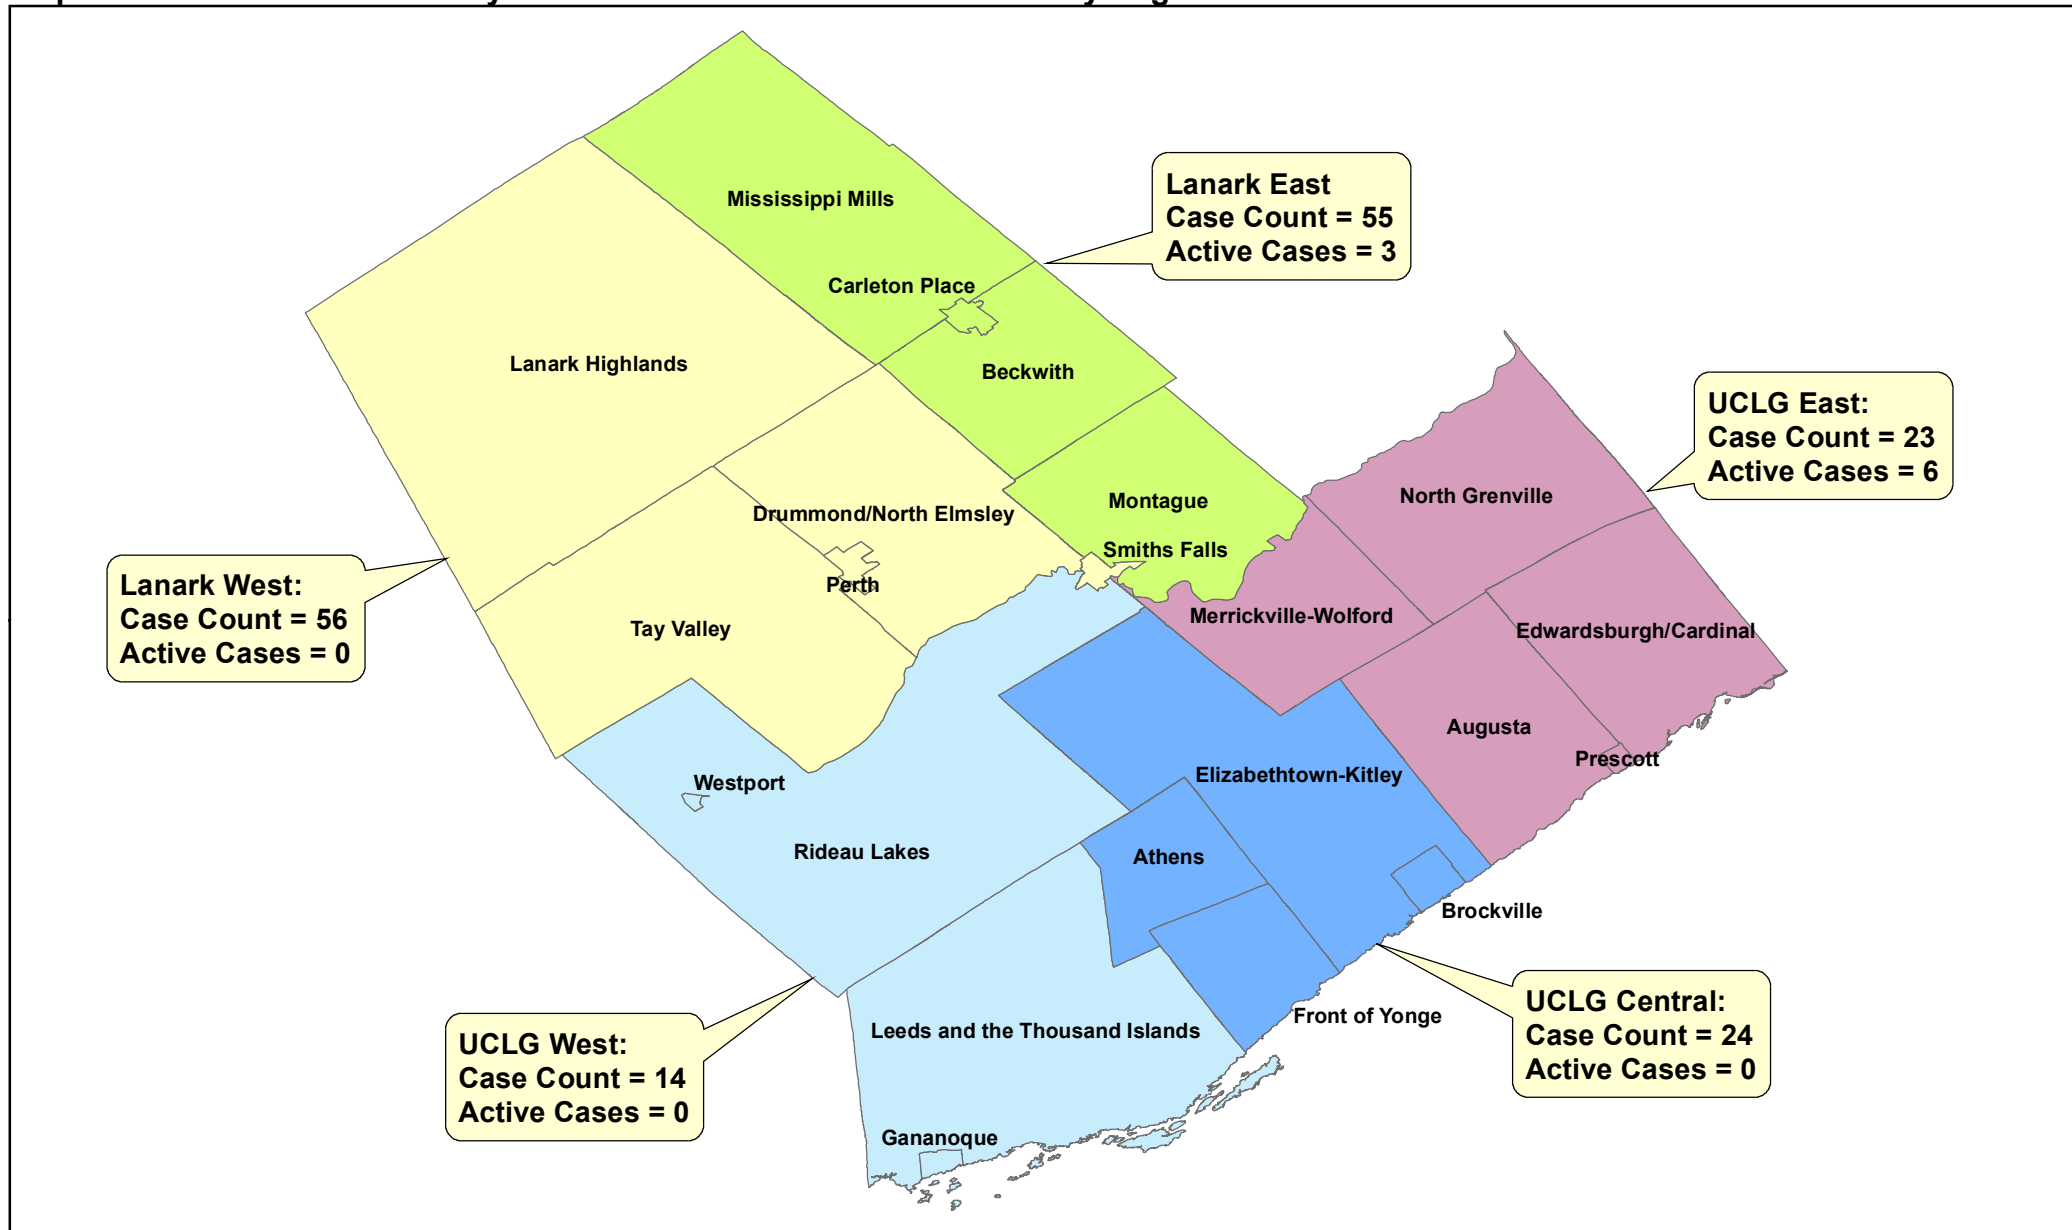 Mississippi Mills
Lanark East
Case Count = 55
Active Cases = 3
Carleton Place
Lanark Highlands
Beckwith
UCLG East:
Case Count = 23
Active Cases = 6
North Grenville
Montague
Drummond/North Elmsley
Smiths Falls
Perth
Lanark West:
Case Count = 56
Active Cases = 0
Tay Valley
Merrickville-Wolford
Edwardsburgh/Cardinal
Augusta
Prescott
Elizabethtown-Kitley
Westport
Rideau Lakes
Athens
Brockville
Front of Yonge
UCLG Central:
Case Count = 24
Active Cases = 0
Leeds and the Thousand Islands
UCLG West:
Case Count = 14
Active Cases = 0
Gananoque